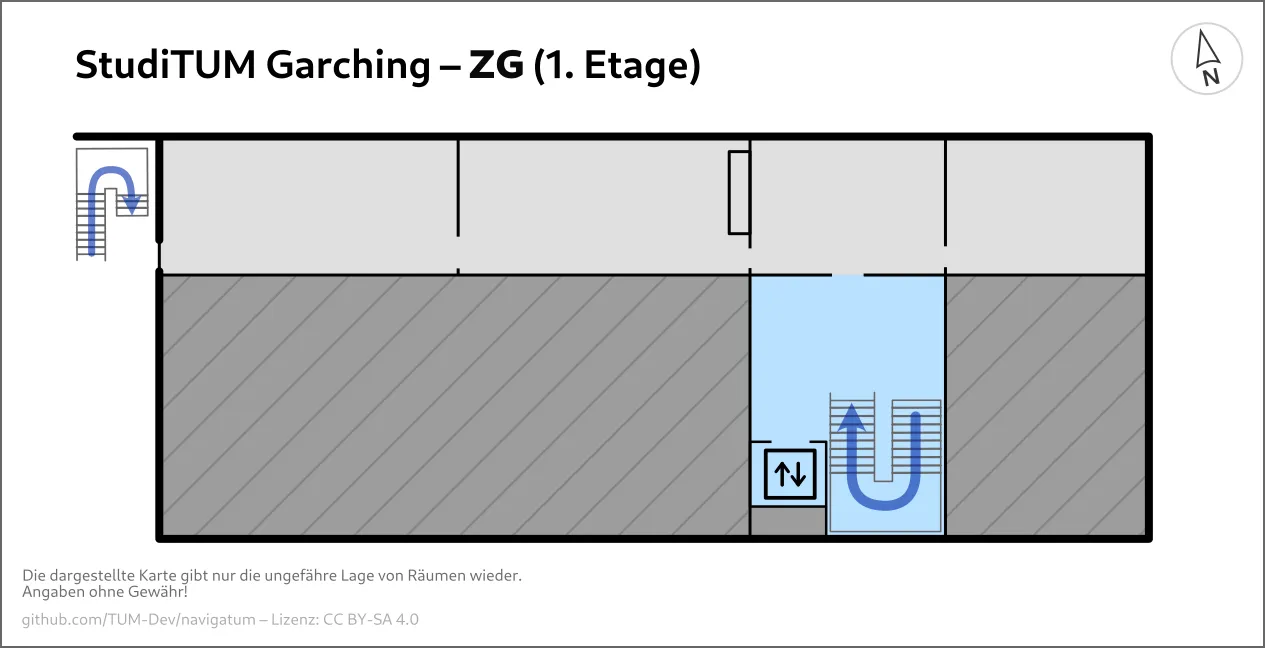 StudiTUM Garching – ZG (1. Etage)
N
Die dargestellte Karte gibt nur die ungefähre Lage von Räumen wieder.
Angaben ohne Gewähr!
github.com/TUM-Dev/navigatum – Lizenz: CC BY-SA 4.0